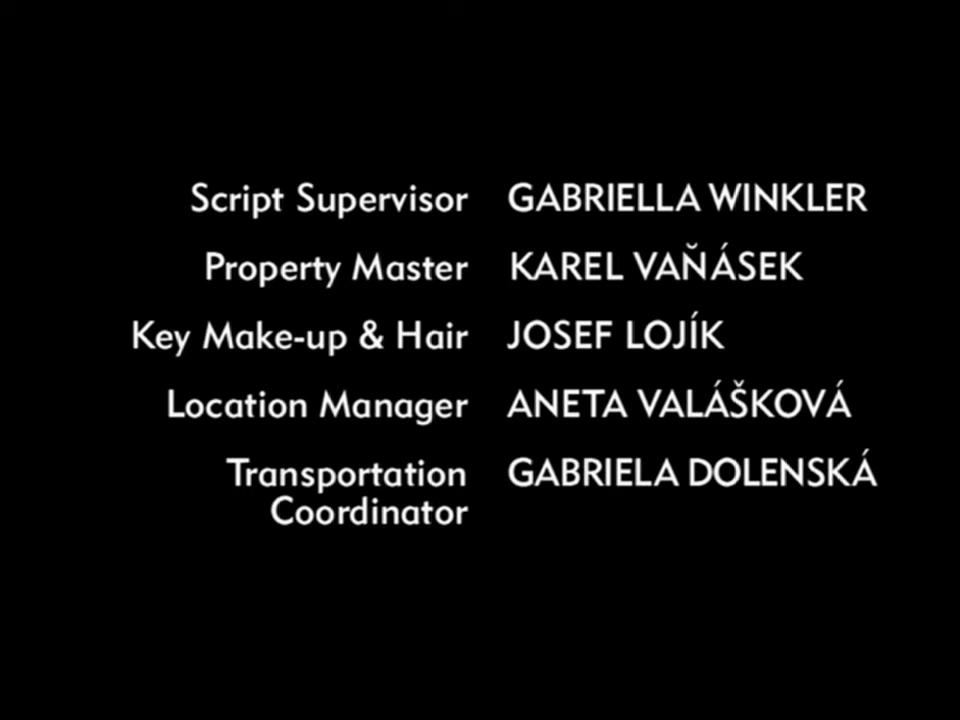 Script Supervisor GABRIELLA WINKLER
Property Master KAREL VAŇÁSEK
Key Make-up & Hair JOSEF LOJÍK
Location Manager ANETA VALÁŠKOVÁ
Transportation GABRIELA DOLENSKÁ
Coordinator